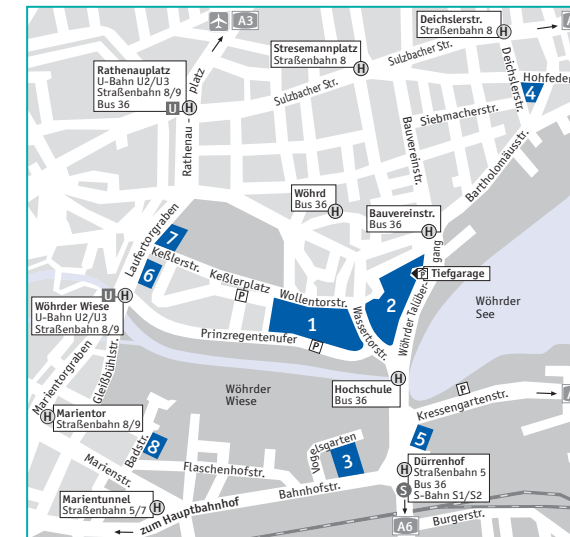 A3
Deichslerstr.
Straßenbahn 8
H
A
Stresemannplatz
Straßenbahn 8
H
Sulzbacher Str.
Sulzbacher Str.
Rathenauplatz
U-Bahn U2/U3
Straßenbahn 8/9
Bus 36
U H
Rathenau - platz
Deichslerstr.
Hohfeder
4
Siebmacherstr.
Bauvereinstr.
Bartholomäusstr.
Wöhrd
Bus 36
H
Bauvereinstr.
Bus 36
H
Laufertorgraben
7
6
Keßlerstr.
Keßlerplatz
P
Wollentorstr.
1
2
P Tiefgarage
Wöhrder Talüber-
gang
Wassertorstr.
Wöhrder
See
U H
Wöhrder Wiese
U-Bahn U2/U3
Straßenbahn 8/9
Prinzregentenufer
P
Marientorgraben
Gleißbühlstr.
Wöhrder
Wiese
H
Hochschule
Bus 36
P
Kressengartenstr.
A
H
Marientor
Straßenbahn 8/9
Badstr.
8
Marienstr.
Flaschenhofstr.
Vogelsgarten
3
5
Bahnhofstr.
H
Dürrenhof
Straßenbahn 5
Bus 36
S-Bahn S1/S2
S
Marientunnel
Straßenbahn 5/7
H
zum Hauptbahnhof
A6
Burgerstr.